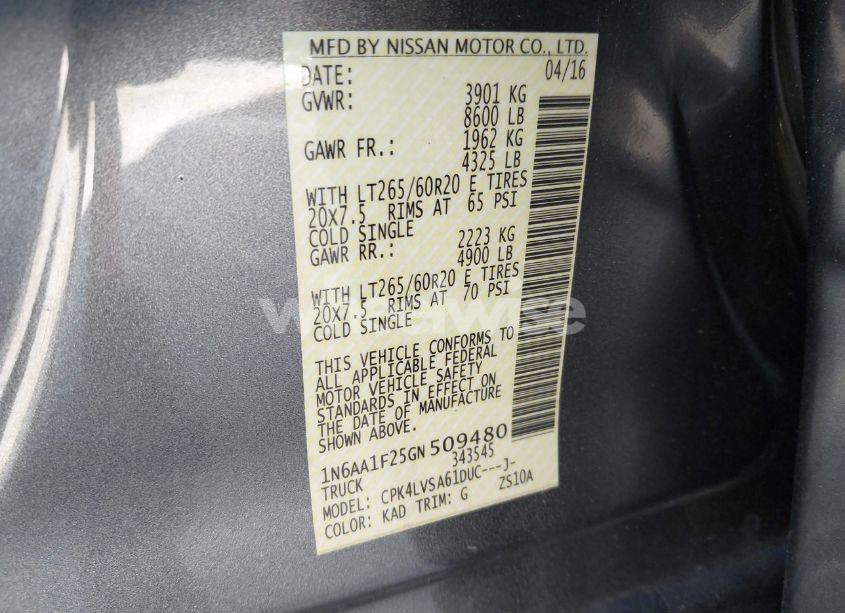 MFD BY NISSAN MOTOR CO., LTD.
DATE: 04/16
GVWR: 3901 KG
8600 LB
GAWR FR.: 1962 KG
4325 LB
WITH LT265/60R20 E TIRES
20X7.5 RIMS AT 65 PSI
COLD SINGLE
GAWR RR.: 2223 KG
4900 LB
WITH LT265/60R20 E TIRES
20X7.5 RIMS AT 70 PSI
COLD SINGLE
THIS VEHICLE CONFORMS TO
ALL APPLICABLE FEDERAL
MOTOR VEHICLE SAFETY
STANDARDS IN EFFECT ON
THE DATE OF MANUFACTURE
SHOWN ABOVE.
1N6AA1F25GN509480
TRUCK 343545
MODEL: CPK4LVSA61DUC---J-
COLOR: KAD TRIM: G ZS10A